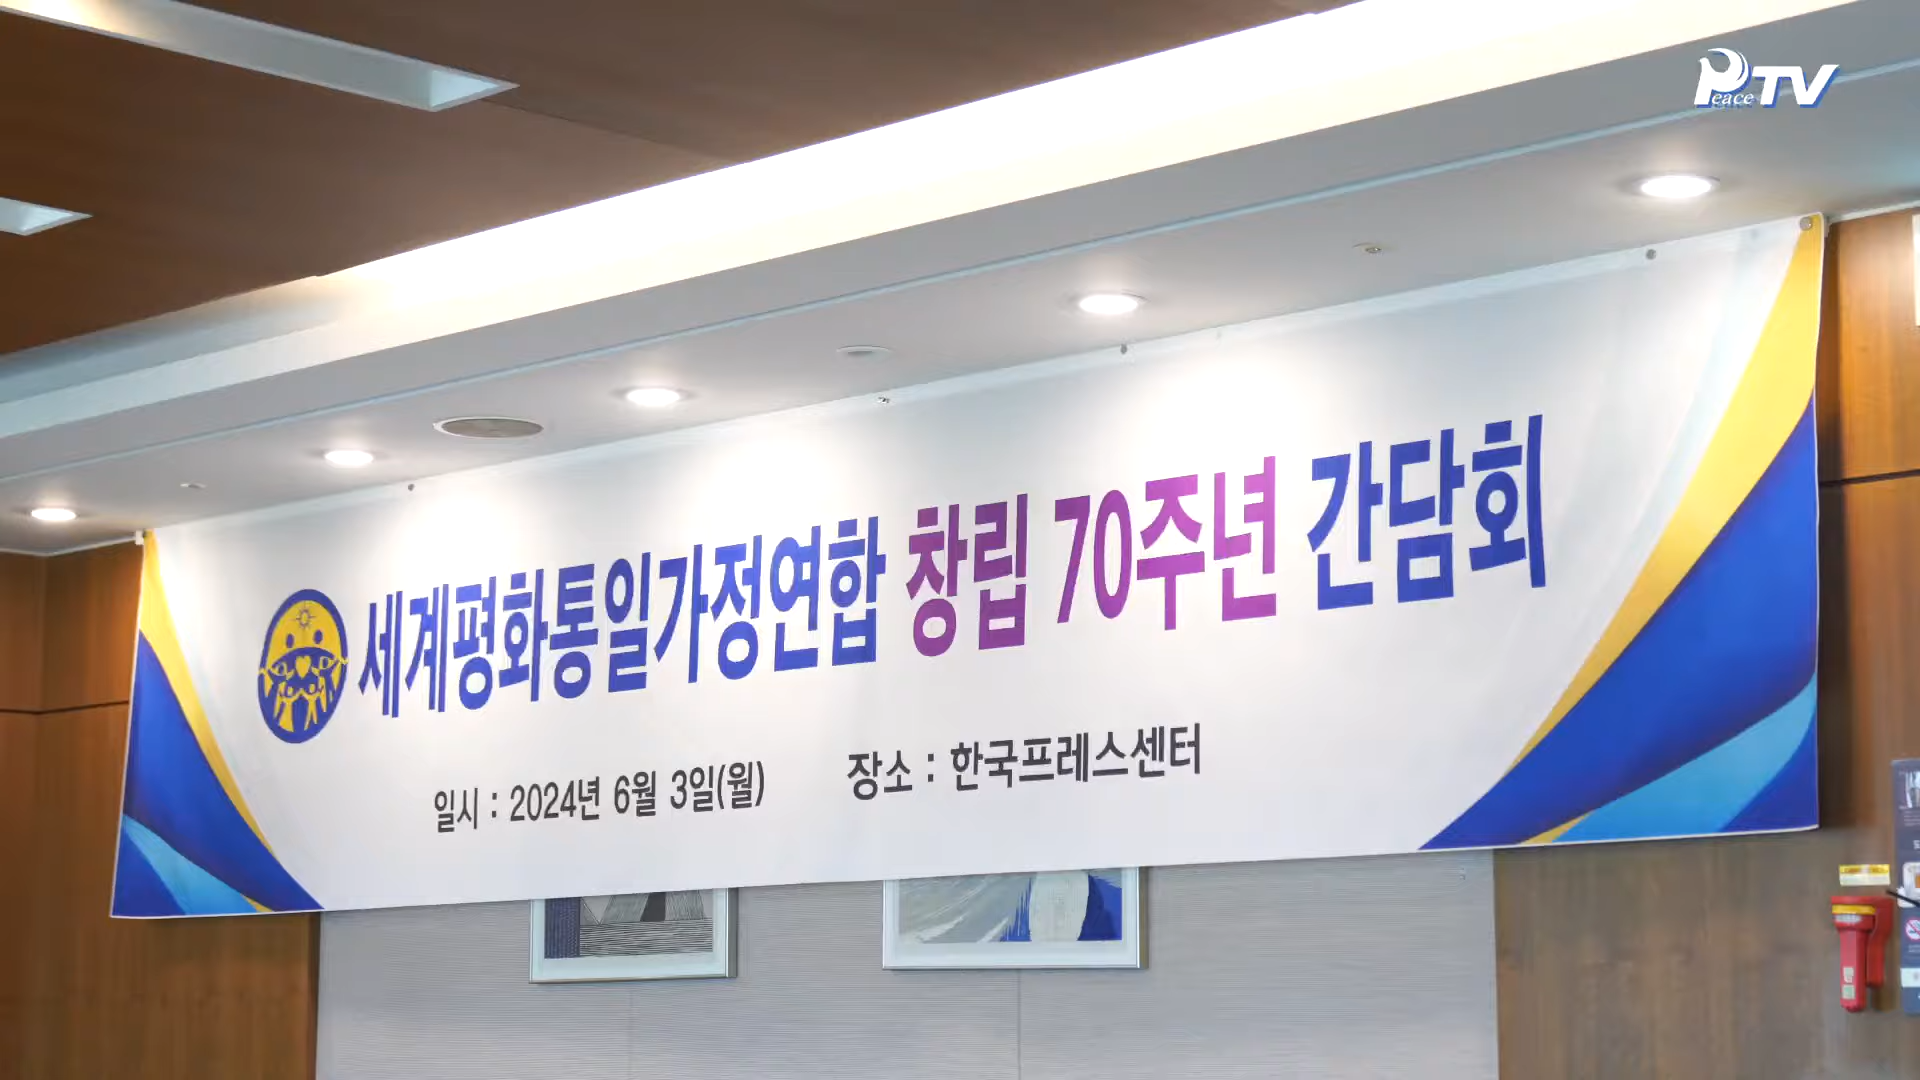 Peace TV
세계평화통일가정연합 창립 70주년 간담회
일시 : 2024년 6월 3일(월)
장소 : 한국프레스센터